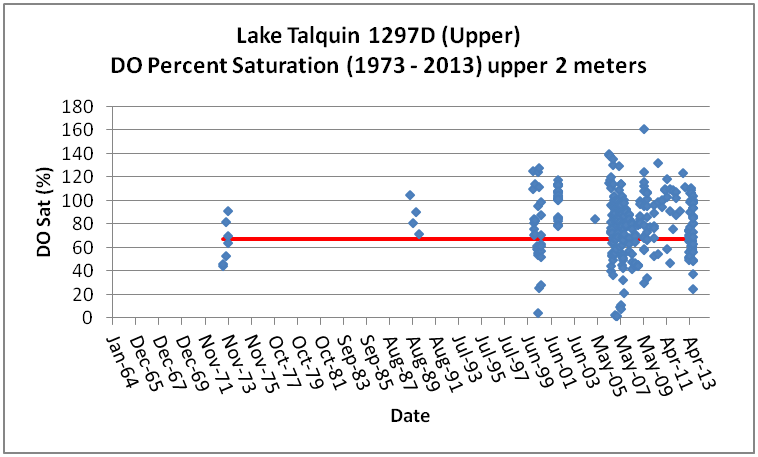 Lake Talquin 1297D (Upper)
DO Percent Saturation (1973 - 2013) upper 2 meters
DO Sat (%)
180
160
140
120
100
80
60
40
20
0
Jan-64
Dec-65
Dec-67
Dec-69
Nov-71
Nov-73
Nov-75
Oct-77
Oct-79
Oct-81
Sep-83
Sep-85
Aug-87
Aug-89
Aug-91
Jul-93
Jul-95
Jul-97
Jun-99
Jun-01
Jun-03
May-05
May-07
May-09
Apr-11
Apr-13
Date